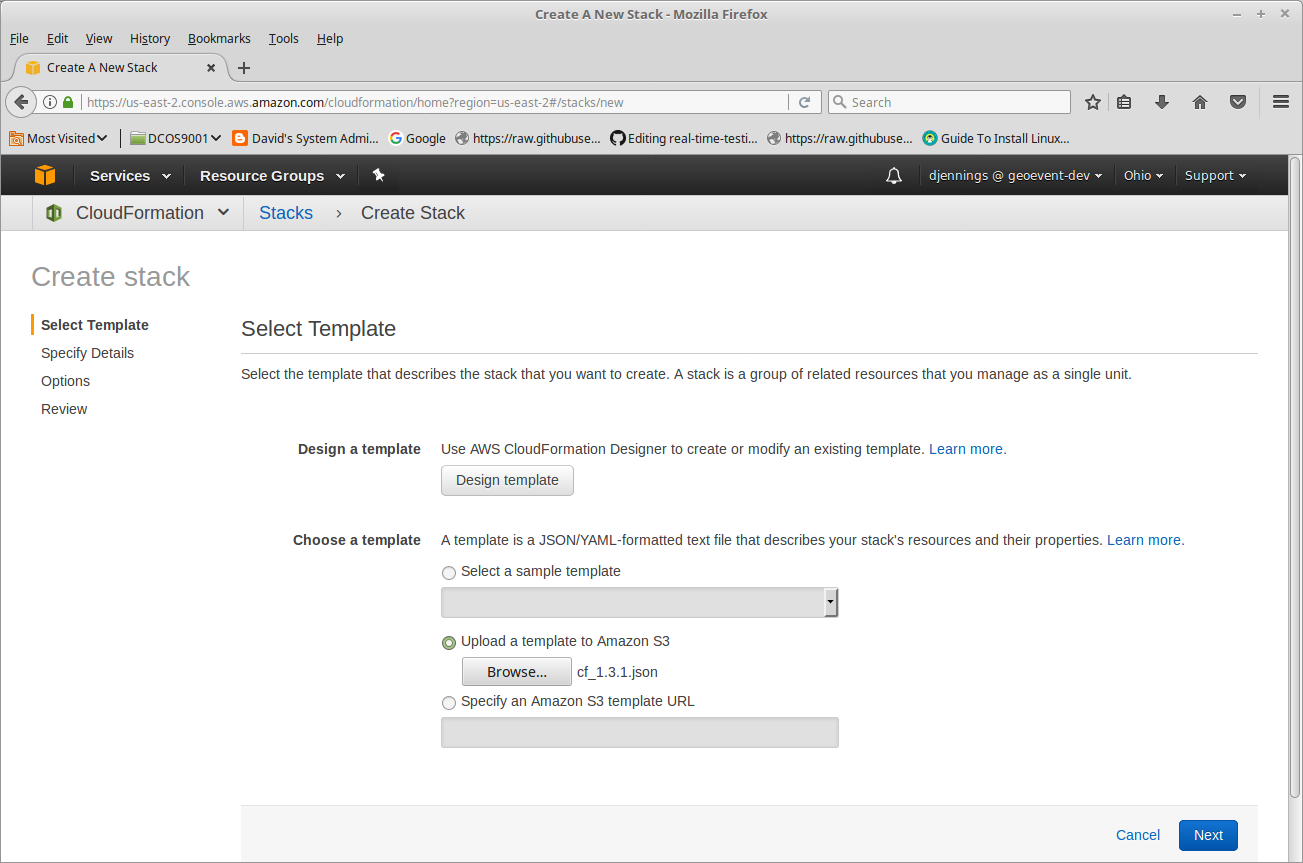 Create A New Stack - Mozilla Firefox
File Edit View History Bookmarks Tools Help
Create A New Stack
https://us-east-2.console.aws.amazon.com/cloudformation/home?region=us-east-2#/stacks/new
Search
Most Visited DCOS9001 David's System Admi... Google https://raw.githubuse... Editing real-time-testi... https://raw.githubuse... Guide To Install Linux...
Services Resource Groups djennings @ geoevent-dev Ohio Support
CloudFormation Stacks › Create Stack
Create stack
Select Template
Specify Details
Options
Review
Select Template
Select the template that describes the stack that you want to create. A stack is a group of related resources that you manage as a single unit.
Design a template Use AWS CloudFormation Designer to create or modify an existing template. Learn more.
Design template
Choose a template A template is a JSON/YAML-formatted text file that describes your stack's resources and their properties. Learn more.
Select a sample template
Upload a template to Amazon S3
Browse... cf_1.3.1.json
Specify an Amazon S3 template URL
Cancel Next